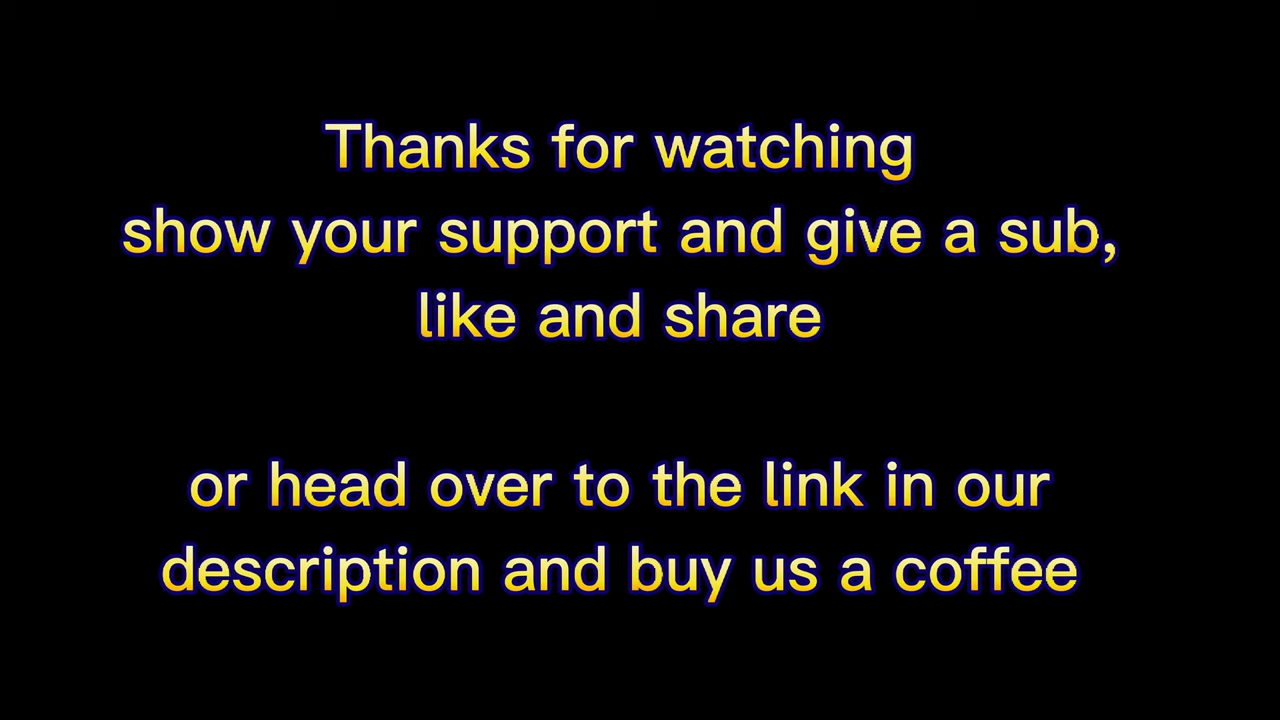 Thanks for watching
show your support and give a sub,
like and share
or head over to the link in our
description and buy us a coffee